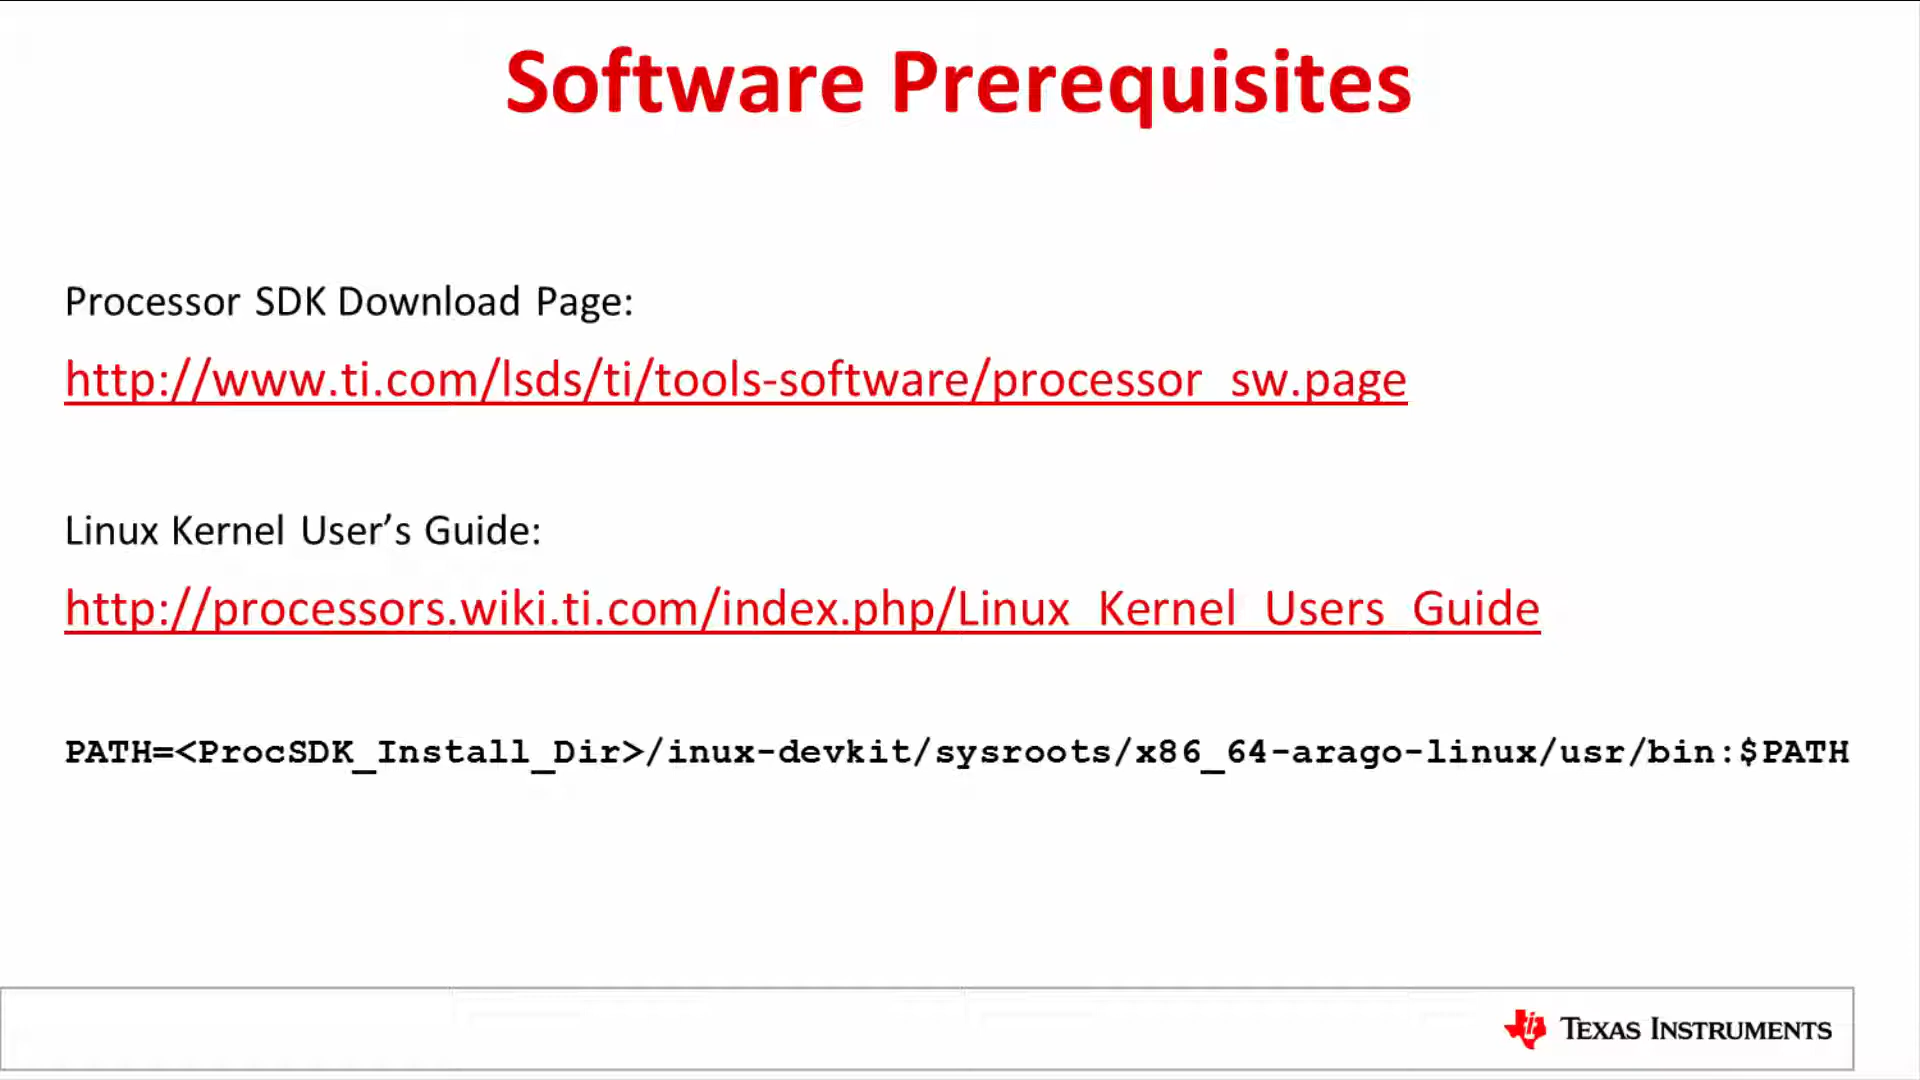 Software Prerequisites
Processor SDK Download Page:
http://www.ti.com/lsds/ti/tools-software/processor_sw.page
Linux Kernel User’s Guide:
http://processors.wiki.ti.com/index.php/Linux_Kernel_Users_Guide
PATH=<ProcSDK_Install_Dir>/inux-devkit/sysroots/x86_64-arago-linux/usr/bin:$PATH
TEXAS INSTRUMENTS